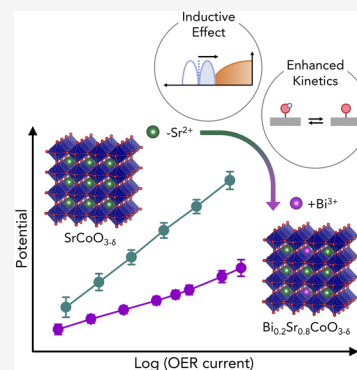 Inductive
Effect
Enhanced
Kinetics
-Sr²⁺
SrCoO₃₋δ
+Bi³⁺
Bi₀.₂Sr₀.₈CoO₃₋δ
Potential
Log (OER current)